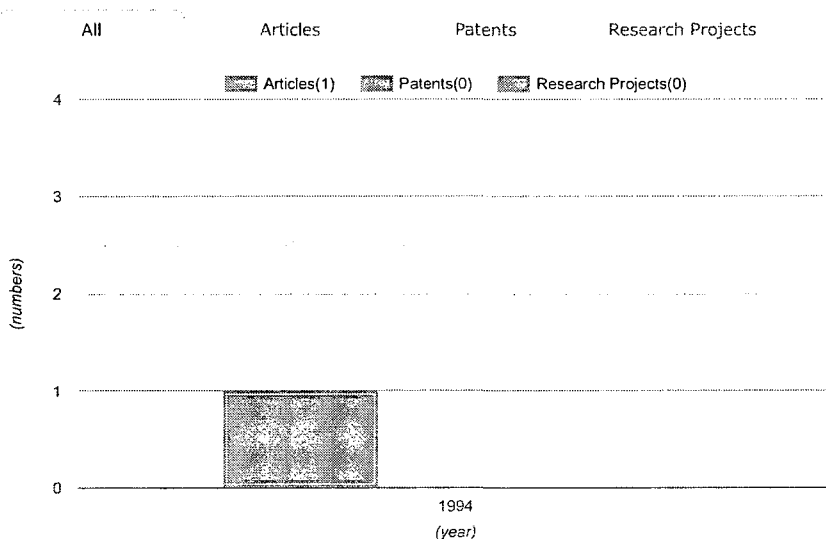 All Articles Patents Research Projects
Articles(1) Patents(0) Research Projects(0)
4
3
2
1
0
(numbers)
1994
(year)